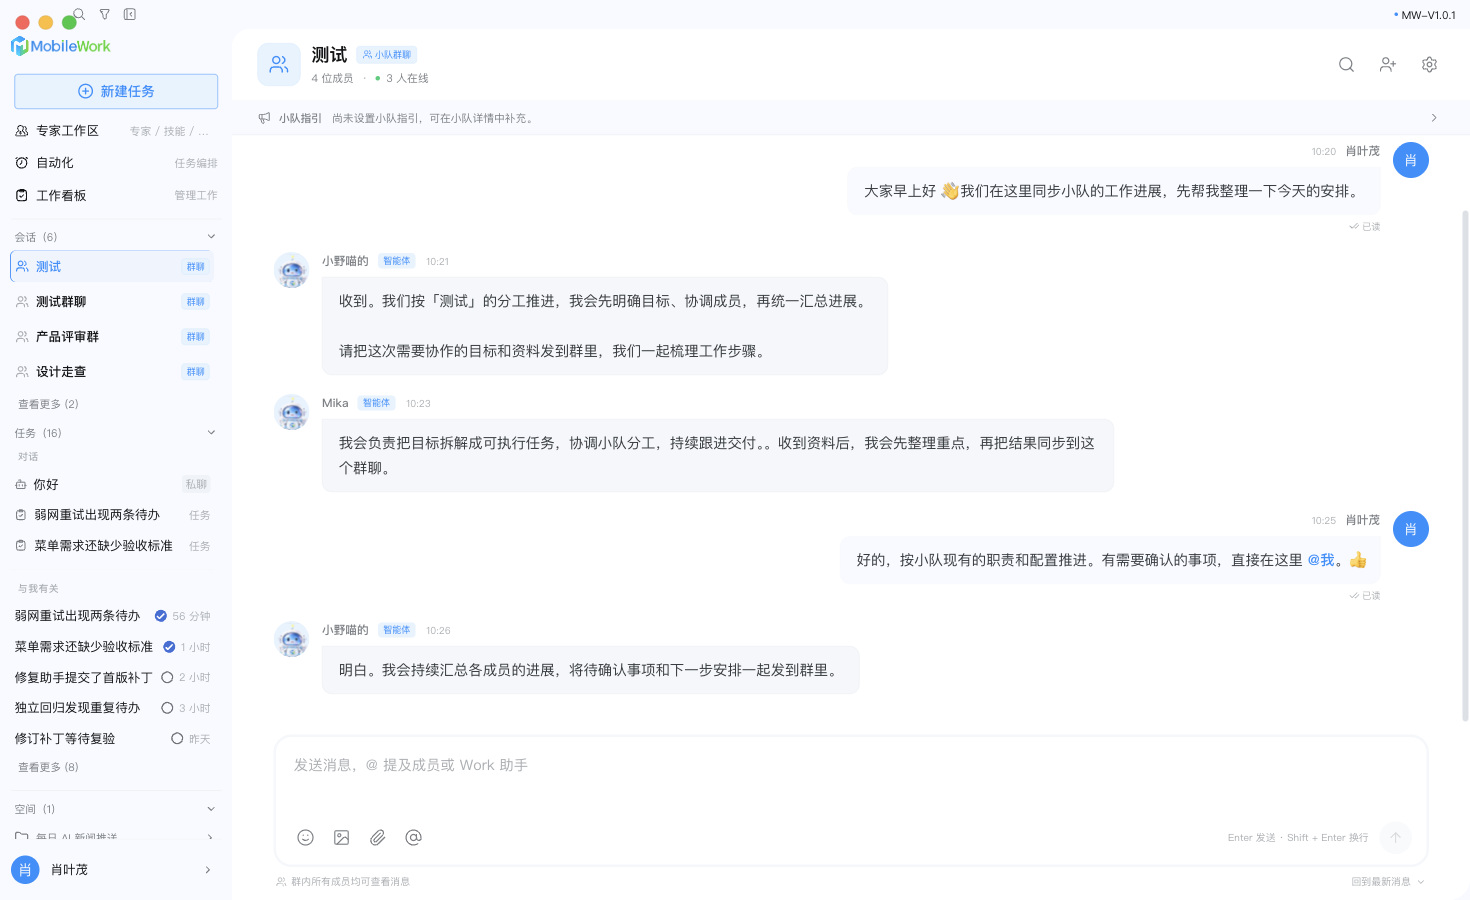 MW-V1.0.1
MobileWork
新建任务
专家工作区 专家 / 技能 / ...
自动化 任务编排
工作看板 管理工作
会话 (6)
测试 群聊
测试群聊 群聊
产品评审群 群聊
设计走查 群聊
查看更多 (2)
任务 (16)
对话
你好 私聊
弱网重试出现两条待办 任务
菜单需求还缺少验收标准 任务
与我有关
弱网重试出现两条待办 56 分钟
菜单需求还缺少验收标准 1 小时
修复助手提交了首版补丁 2 小时
独立回归发现重复待办 3 小时
修订补丁等待复验 昨天
查看更多 (8)
空间 (1)
每日 AI 新闻推送
肖 肖叶茂
测试 小队群聊
4 位成员 · 3 人在线
小队指引 尚未设置小队指引，可在小队详情中补充。
10:20 肖叶茂 肖
大家早上好 👋我们在这里同步小队的工作进展，先帮我整理一下今天的安排。
已读
小野喵的 智能体 10:21
收到。我们按「测试」的分工推进，我会先明确目标、协调成员，再统一汇总进展。
请把这次需要协作的目标和资料发到群里，我们一起梳理工作步骤。
Mika 智能体 10:23
我会负责把目标拆解成可执行任务，协调小队分工，持续跟进交付。。收到资料后，我会先整理重点，再把结果同步到这
个群聊。
10:25 肖叶茂 肖
好的，按小队现有的职责和配置推进。有需要确认的事项，直接在这里 @我。👍
已读
小野喵的 智能体 10:26
明白。我会持续汇总各成员的进展，将待确认事项和下一步安排一起发到群里。
发送消息，@ 提及成员或 Work 助手
Enter 发送 · Shift + Enter 换行
群内所有成员均可查看消息
回到最新消息